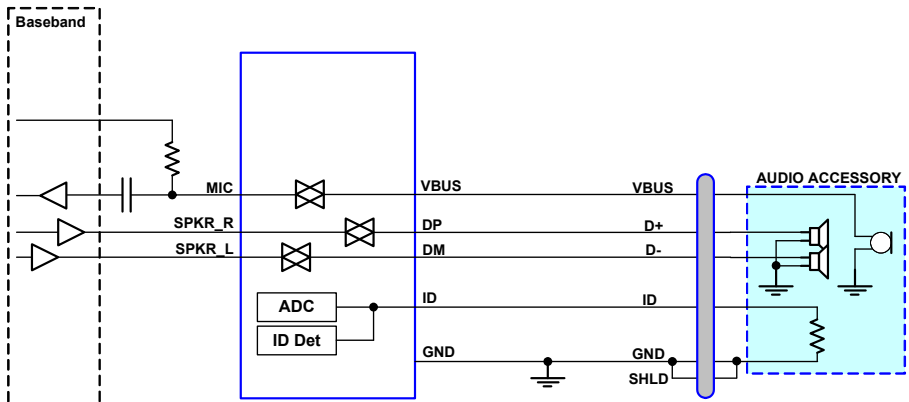 Baseband
MIC
VBUS
VBUS
AUDIO ACCESSORY
SPKR_R
DP
D+
SPKR_L
DM
D-
ADC
ID
ID
ID Det
GND
GND
SHLD